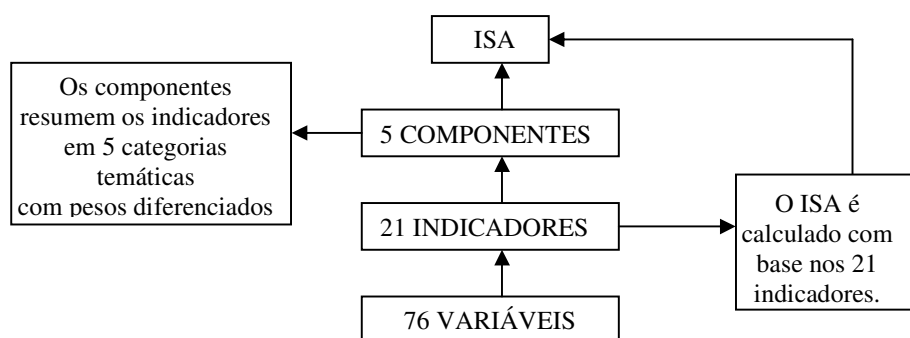 ISA
Os componentes
resumem os indicadores
em 5 categorias
temáticas
com pesos diferenciados
5 COMPONENTES
21 INDICADORES
O ISA é
calculado com
base nos 21
indicadores.
76 VARIÁVEIS